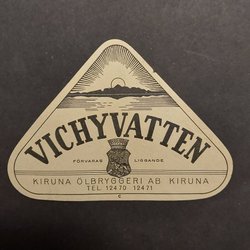 VICHYVATTEN
FÖRVARAS LIGGANDE
KIRUNA ÖLBRYGGERI AB KIRUNA
TEL. 12470 12471
C